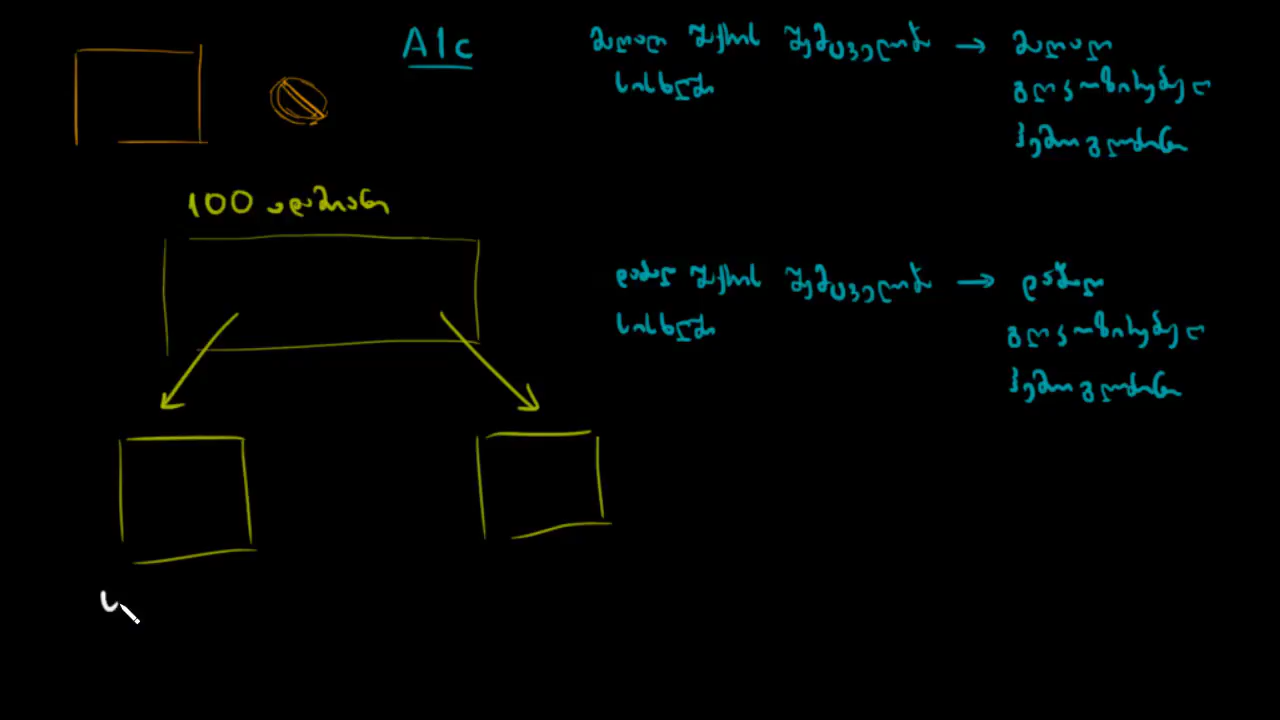 A1c
მაღალი შაქრის შემცველობა → მაღალი
სისხლში
გლიკოზირებული
ჰემოგლობინი
100 ადამიანი
დაბალი შაქრის შემცველობა → დაბალი
სისხლში
გლიკოზირებული
ჰემოგლობინი